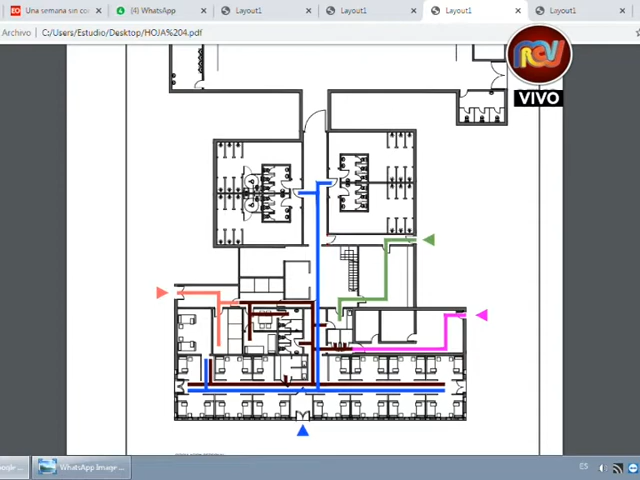 Una semana sin co
(4) WhatsApp
Layout1
Layout1
Layout1
Layout1
Archivo
C:/Users/Estudio/Desktop/HOJA%204.pdf
VIVO
oogle ...
WhatsApp Image...
ES